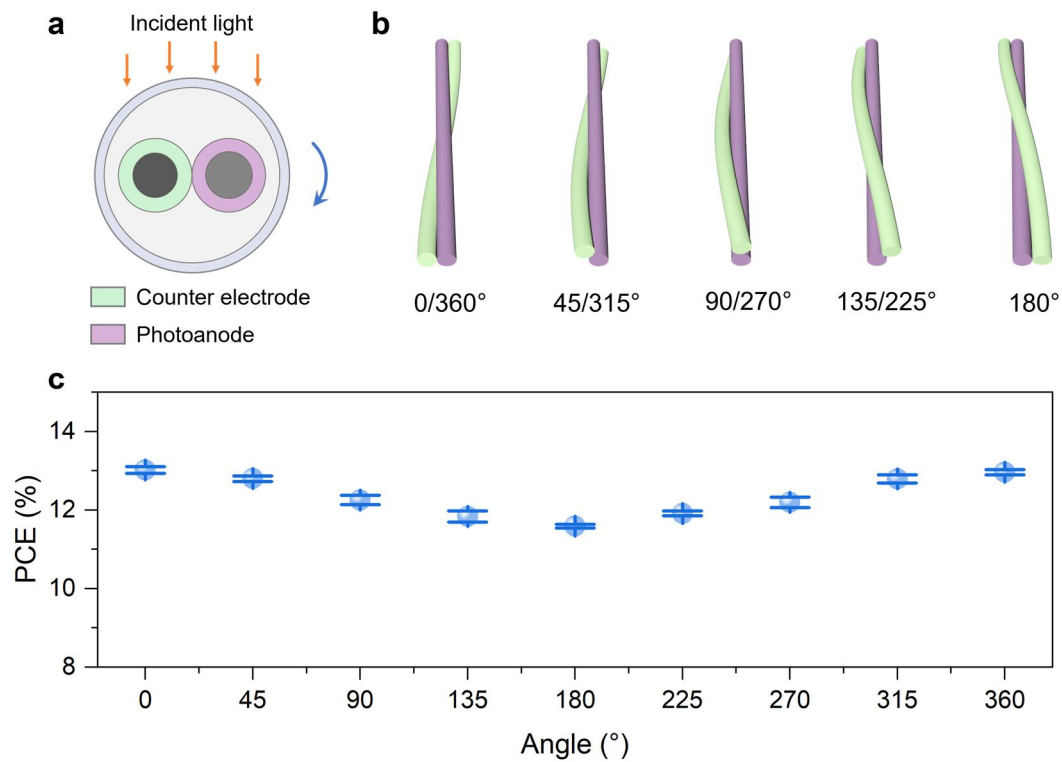 a
Incident light
Counter electrode
Photoanode
b
0/360°
45/315°
90/270°
135/225°
180°
c
PCE (%)
14
12
10
8
0
45
90
135
180
225
270
315
360
Angle (°)